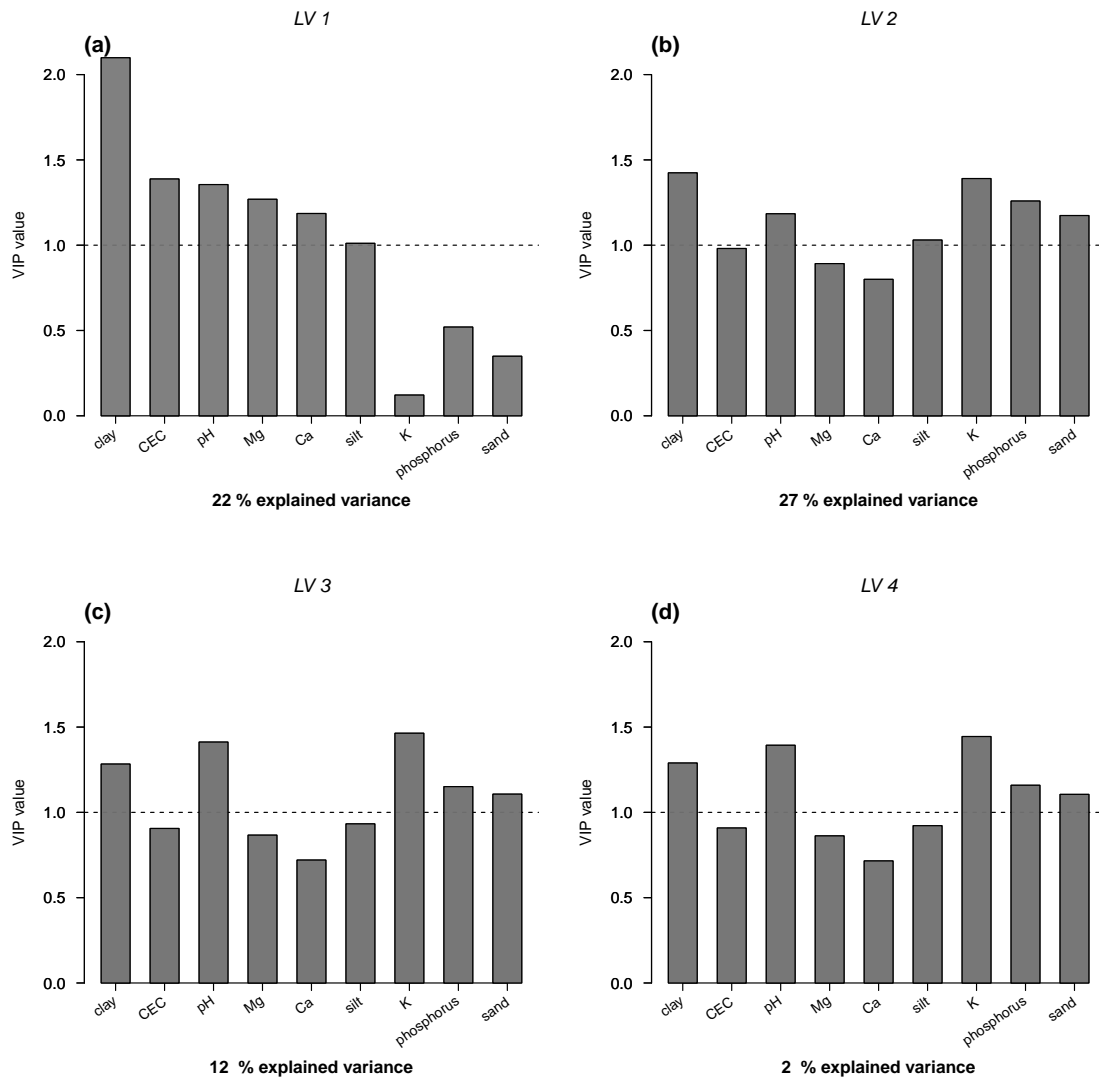 LV 1
(a)
2.0
1.5
1.0
0.5
0.0
VIP value
clay
CEC
pH
Mg
Ca
silt
K
phosphorus
sand
22 % explained variance
LV 2
(b)
2.0
1.5
1.0
0.5
0.0
VIP value
clay
CEC
pH
Mg
Ca
silt
K
phosphorus
sand
27 % explained variance
LV 3
(c)
2.0
1.5
1.0
0.5
0.0
VIP value
clay
CEC
pH
Mg
Ca
silt
K
phosphorus
sand
12 % explained variance
LV 4
(d)
2.0
1.5
1.0
0.5
0.0
VIP value
clay
CEC
pH
Mg
Ca
silt
K
phosphorus
sand
2 % explained variance